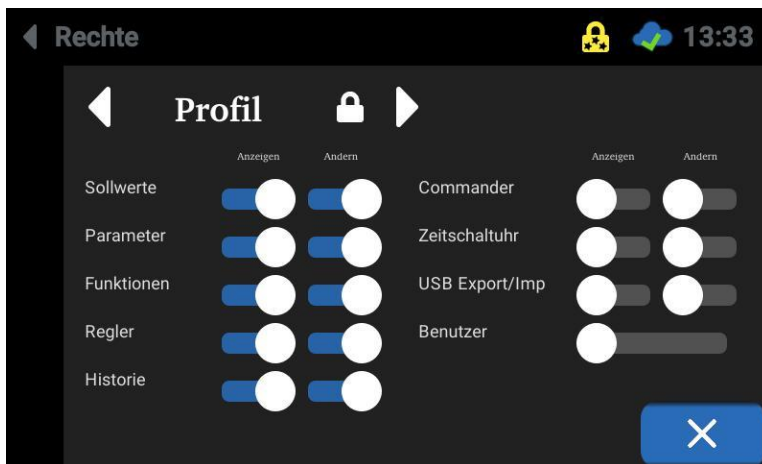 Rechte
13:33
Profil
Anzeigen Andern
Sollwerte
Parameter
Funktionen
Regler
Historie
Anzeigen Andern
Commander
Zeitschaltuhr
USB Export/Imp
Benutzer